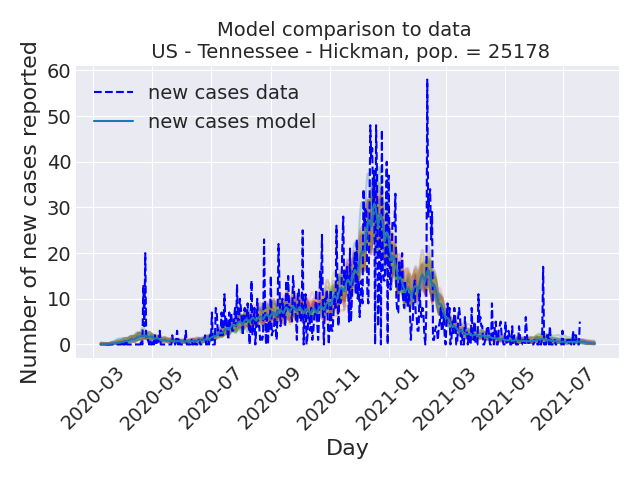 Model comparison to data
US - Tennessee - Hickman, pop. = 25178
Number of new cases reported
60
50
40
30
20
10
0
new cases data
new cases model
2020-03
2020-05
2020-07
2020-09
2020-11
2021-01
2021-03
2021-05
2021-07
Day